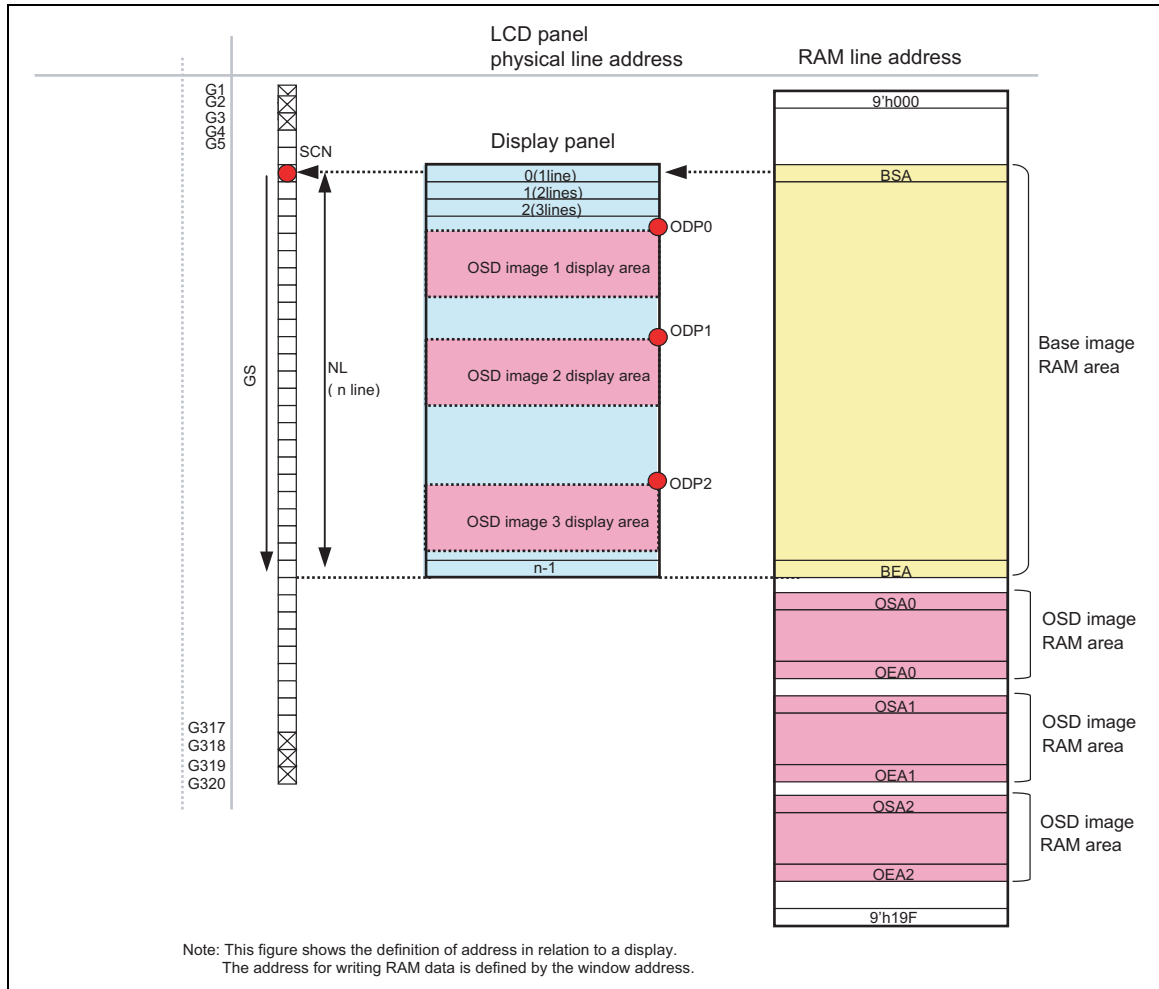 LCD panel
physical line address
RAM line address
G1
G2
G3
G4
G5
SCN
GS
NL
( n line)
G317
G318
G319
G320
Display panel
0(1line)
1(2lines)
2(3lines)
ODP0
OSD image 1 display area
ODP1
OSD image 2 display area
ODP2
OSD image 3 display area
n-1
9'h000
BSA
BEA
OSA0
OEA0
OSA1
OEA1
OSA2
OEA2
9'h19F
Base image
RAM area
OSD image
RAM area
OSD image
RAM area
OSD image
RAM area
Note: This figure shows the definition of address in relation to a display.
The address for writing RAM data is defined by the window address.